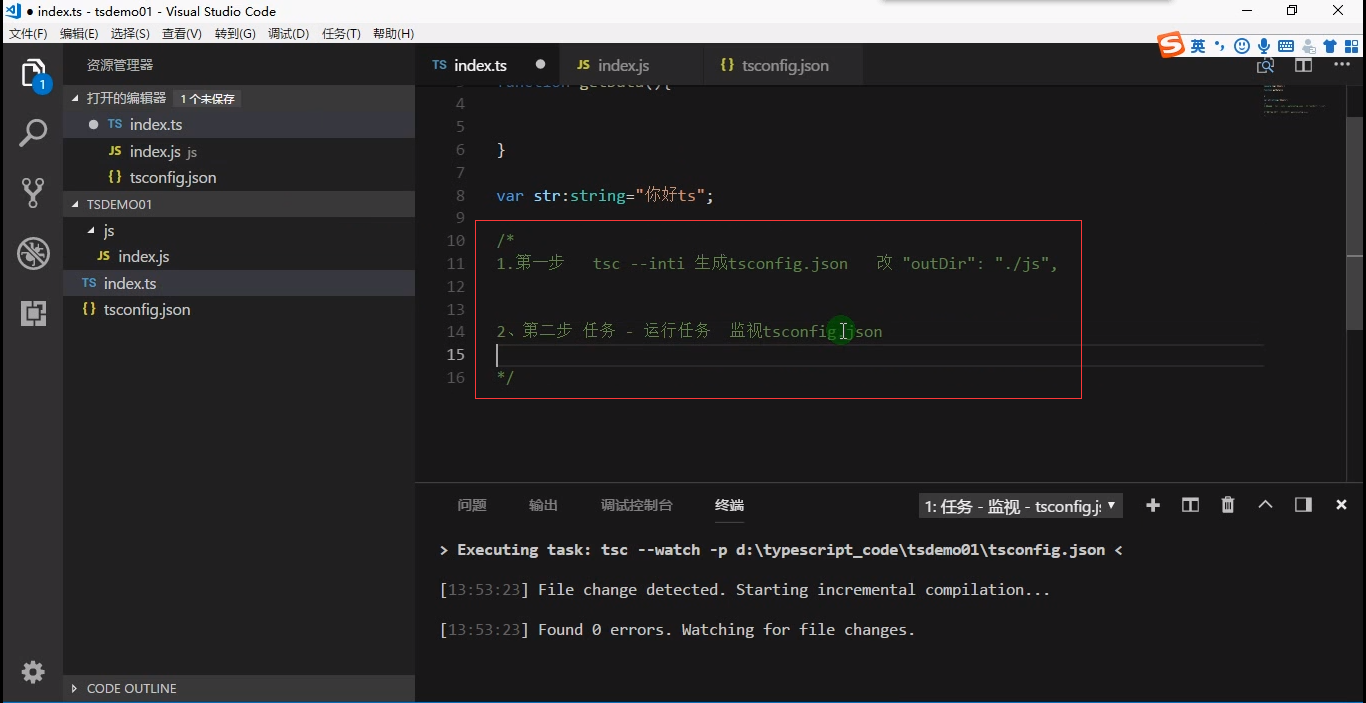 ● index.ts - tsdemo01 - Visual Studio Code
文件(F) 编辑(E) 选择(S) 查看(V) 转到(G) 调试(D) 任务(T) 帮助(H)
英
1
资源管理器
打开的编辑器 1 个未保存
TS index.ts
JS index.js js
{} tsconfig.json
TSDEMO01
js
JS index.js
TS index.ts
{} tsconfig.json
CODE OUTLINE
TS index.ts
JS index.js
{} tsconfig.json
3 function getData(){
4
5
6 }
7
8 var str:string="你好ts";
9
10 /*
11 1.第一步 tsc --inti 生成tsconfig.json 改 "outDir": "./js",
12
13
14 2、第二步 任务 - 运行任务 监视tsconfig.json
15
16 */
问题 输出 调试控制台 终端
1: 任务 - 监视 - tsconfig.j
> Executing task: tsc --watch -p d:\typescript_code\tsdemo01\tsconfig.json <
[13:53:23] File change detected. Starting incremental compilation...
[13:53:23] Found 0 errors. Watching for file changes.